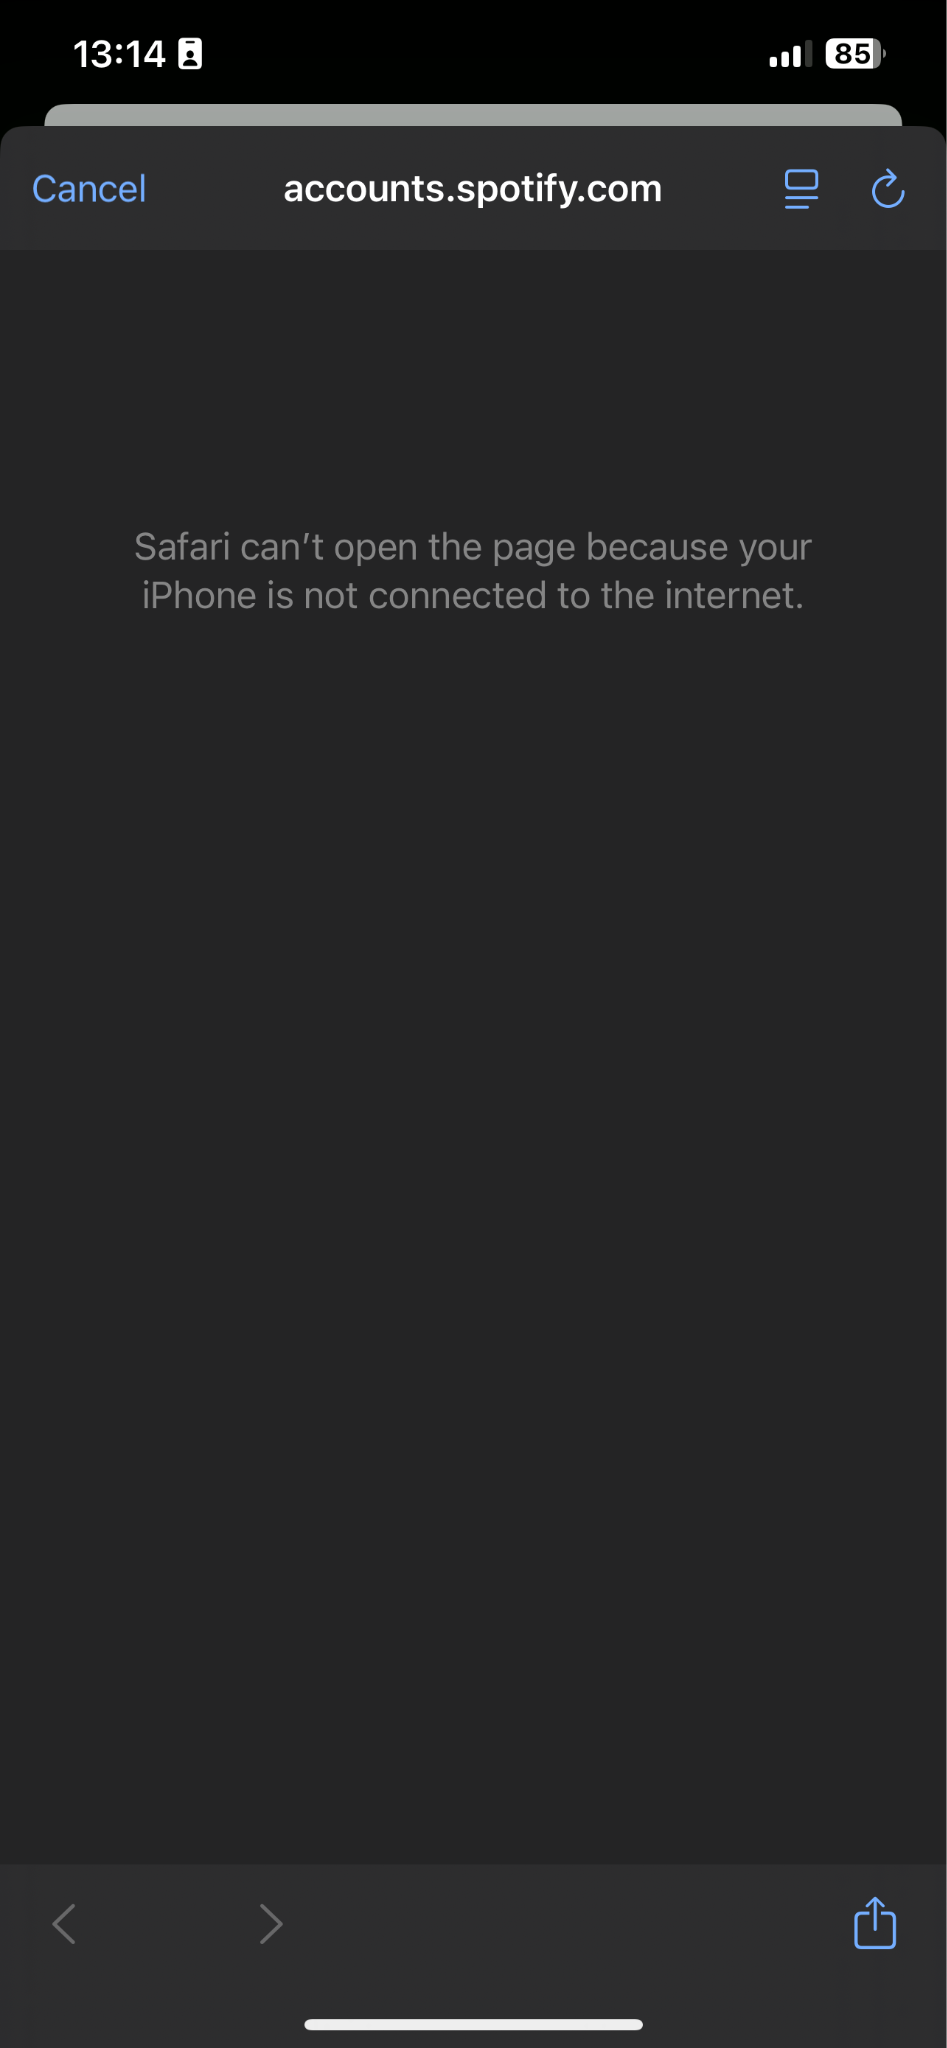 13:14
85
Cancel
accounts.spotify.com
Safari can’t open the page because your
iPhone is not connected to the internet.